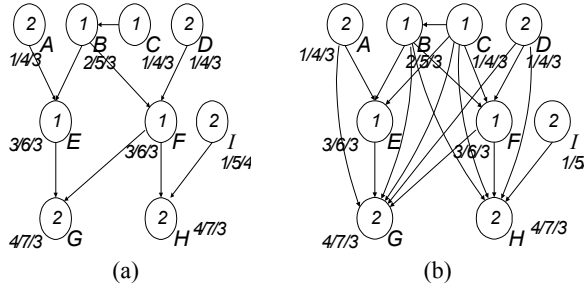 2 1 1 2 2 1 1 2
A B C D A B C D
1/4/3 2/5/3 1/4/3 1/4/3 1/4/3 2/5/3 1/4/3 1/4/3
1 1 2 1 1 2
E F I E F I
3/6/3 3/6/3 1/5/4 3/6/3 3/6/3 1/5
2 2 2 2
4/7/3 G H 4/7/3 4/7/3 G H 4/7/3
(a) (b)